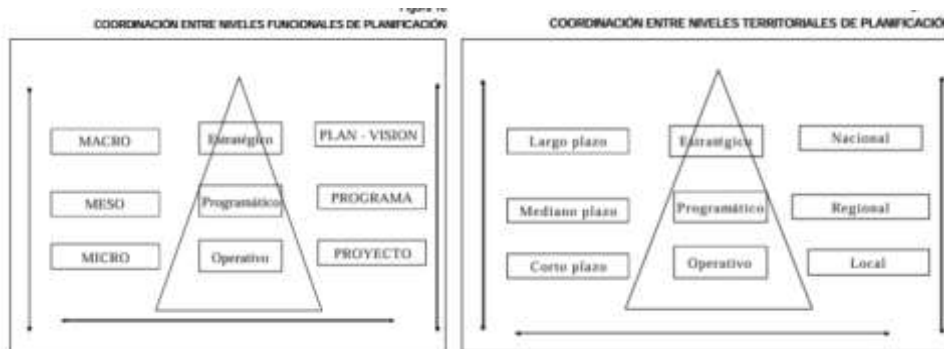 COORDINACIÓN ENTRE NIVELES FUNCIONALES DE PLANIFICACIÓN
MACRO
Estratégico
PLAN - VISION
MESO
Programático
PROGRAMA
MICRO
Operativo
PROYECTO
COORDINACIÓN ENTRE NIVELES TERRITORIALES DE PLANIFICACIÓN
Largo plazo
Estratégico
Nacional
Mediano plazo
Programático
Regional
Corto plazo
Operativo
Local